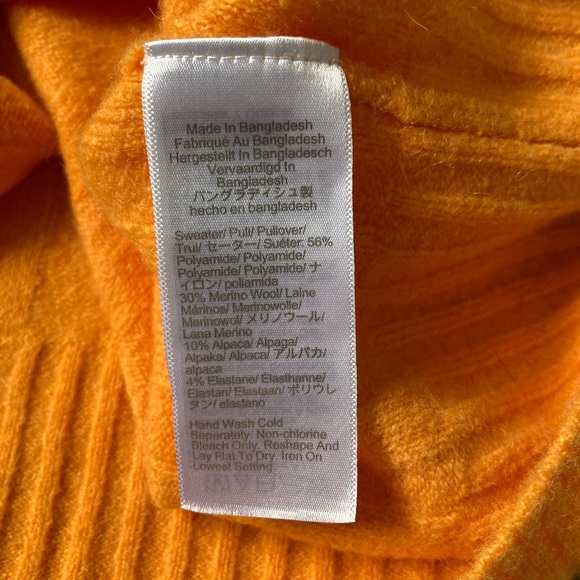 Made In Bangladesh
Fabrique Au Bangladesh
Hergestellt In Bangladesch
Vervaardigd In
Bangladesh
バングラディシュ製
hecho en bangladesh
Sweater/ Pull/ Pullover/
Trui/ セーター/ Suéter: 56%
Polyamide/ Polyamide/
Polyamide/ Polyamide/ ナ
イロン/ poliamida
30% Merino Wool/ Laine
Mérinos/ Merinowolle/
Merinowol/ メリノウール/
Lana Merino
10% Alpaca/ Alpaga/
Alpaka/ Alpaca/ アルパカ/
alpaca
4% Elastane/ Elasthanne/
Elastan/ Elastaan/ ポリウレ
タン/ elastano
Hand Wash Cold
Separately. Non-chlorine
Bleach Only. Reshape And
Lay Flat To Dry. Iron On
Lowest Setting.